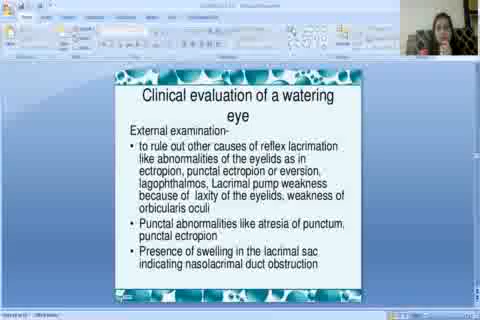 Clinical evaluation of a watering
eye
External examination-
• to rule out other causes of reflex lacrimation
like abnormalities of the eyelids as in
ectropion, punctal ectropion or eversion,
lagophthalmos, Lacrimal pump weakness
because of laxity of the eyelids, weakness of
orbicularis oculi
• Punctal abnormalities like atresia of punctum,
punctal ectropion
• Presence of swelling in the lacrimal sac
indicating nasolacrimal duct obstruction